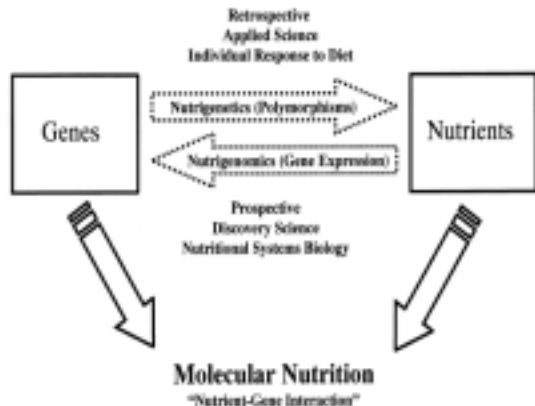 Retrospective
Applied Science
Individual Response to Diet
Genes
Nutrigenetics (Polymorphisms)
Nutrients
Nutrigenomics (Gene Expression)
Prospective
Discovery Science
Nutritional Systems Biology
Molecular Nutrition
"Nutrient-Gene Interaction"